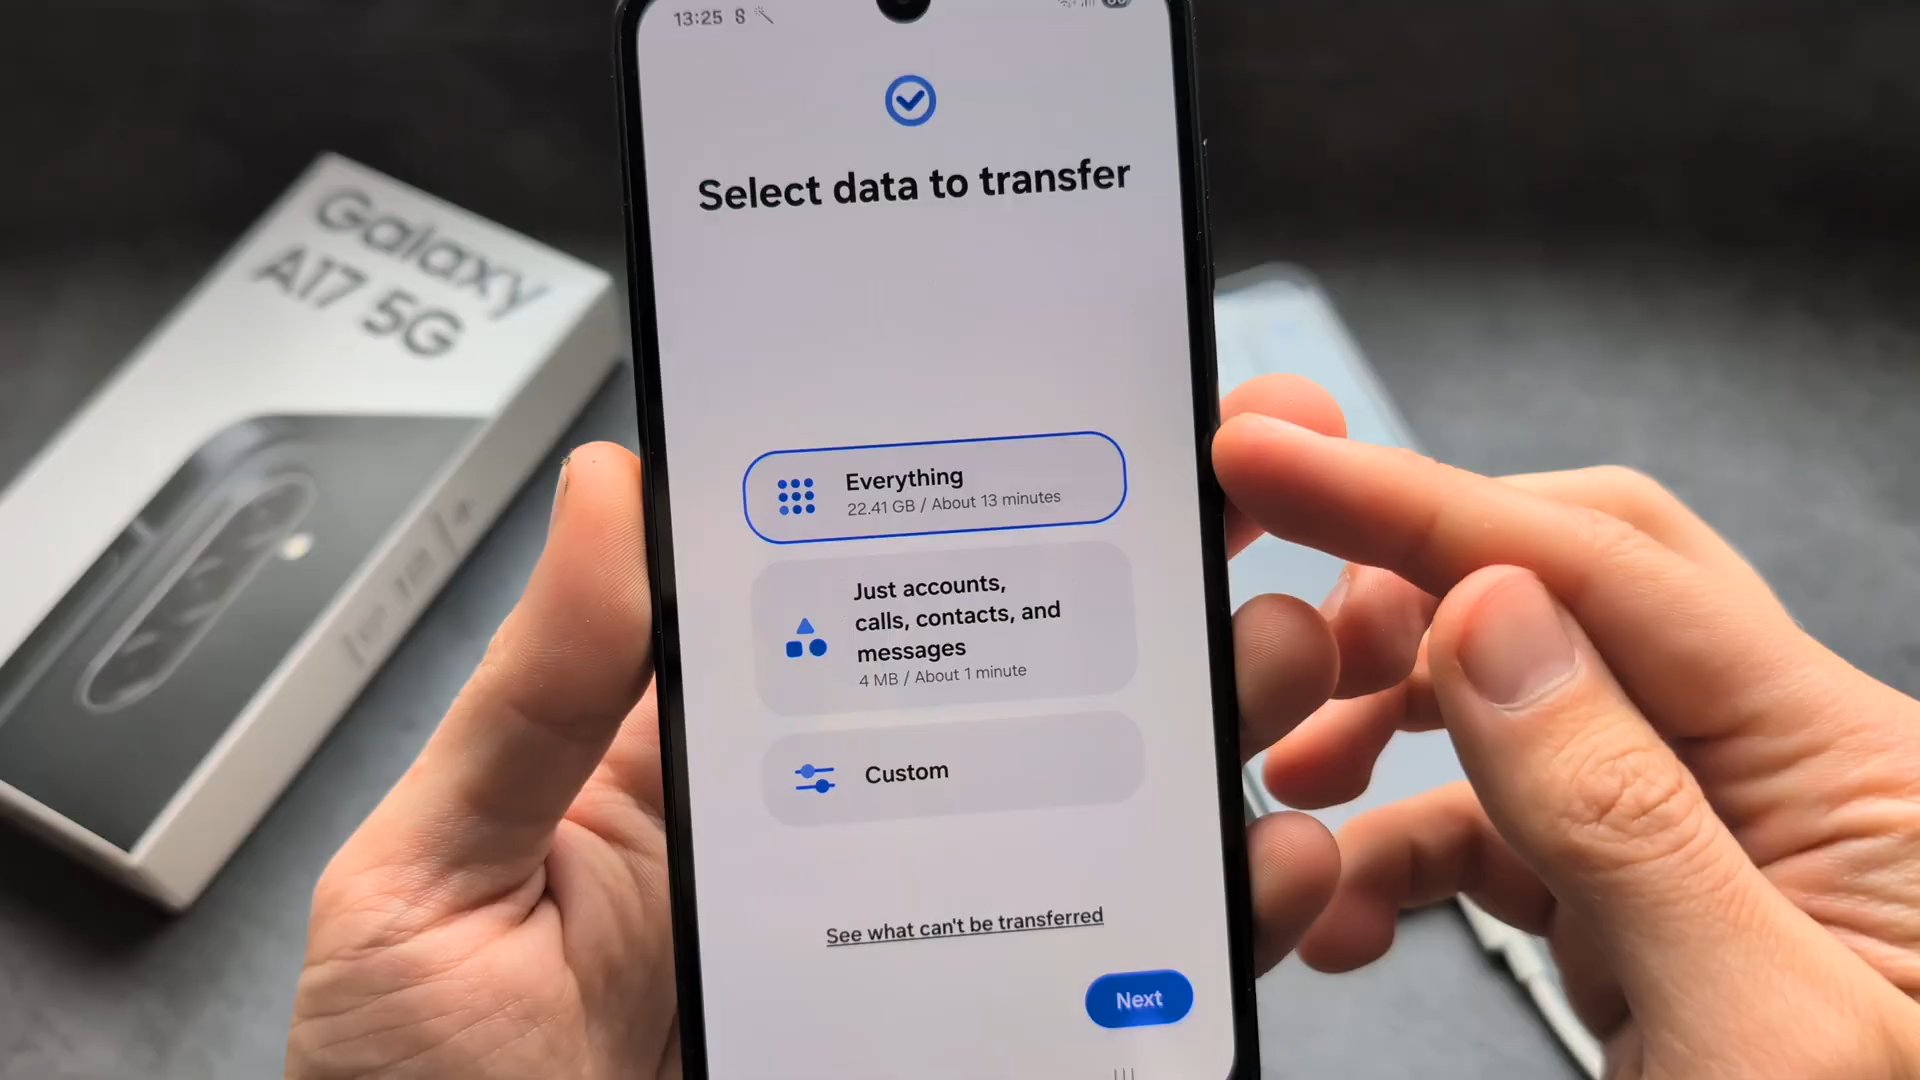 13:25
Select data to transfer
Everything
22.41 GB / About 13 minutes
Just accounts,
calls, contacts, and
messages
4 MB / About 1 minute
Custom
See what can't be transferred
Next
Galaxy
A17 5G